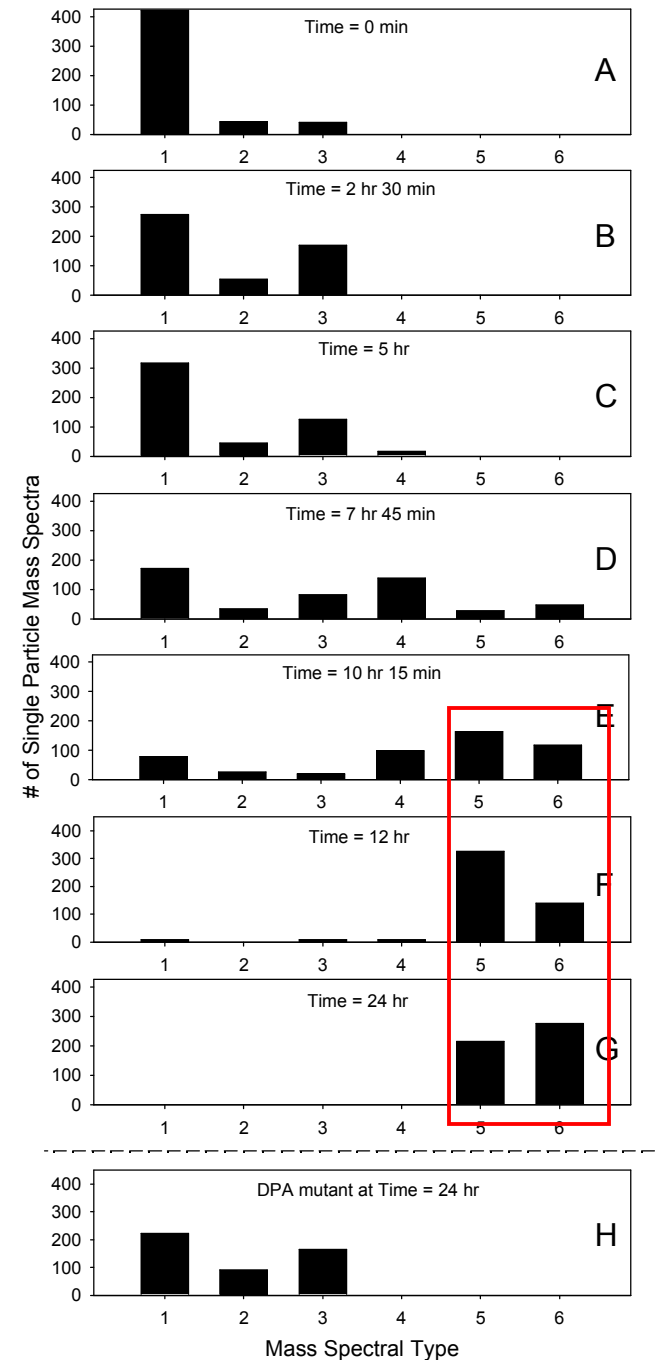 # of Single Particle Mass Spectra
400
300
200
100
0
Time = 0 min
A
1 2 3 4 5 6
400
300
200
100
0
Time = 2 hr 30 min
B
1 2 3 4 5 6
400
300
200
100
0
Time = 5 hr
C
1 2 3 4 5 6
400
300
200
100
0
Time = 7 hr 45 min
D
1 2 3 4 5 6
400
300
200
100
0
Time = 10 hr 15 min
E
1 2 3 4 5 6
400
300
200
100
0
Time = 12 hr
F
1 2 3 4 5 6
400
300
200
100
0
Time = 24 hr
G
1 2 3 4 5 6
400
300
200
100
0
DPA mutant at Time = 24 hr
H
1 2 3 4 5 6
Mass Spectral Type